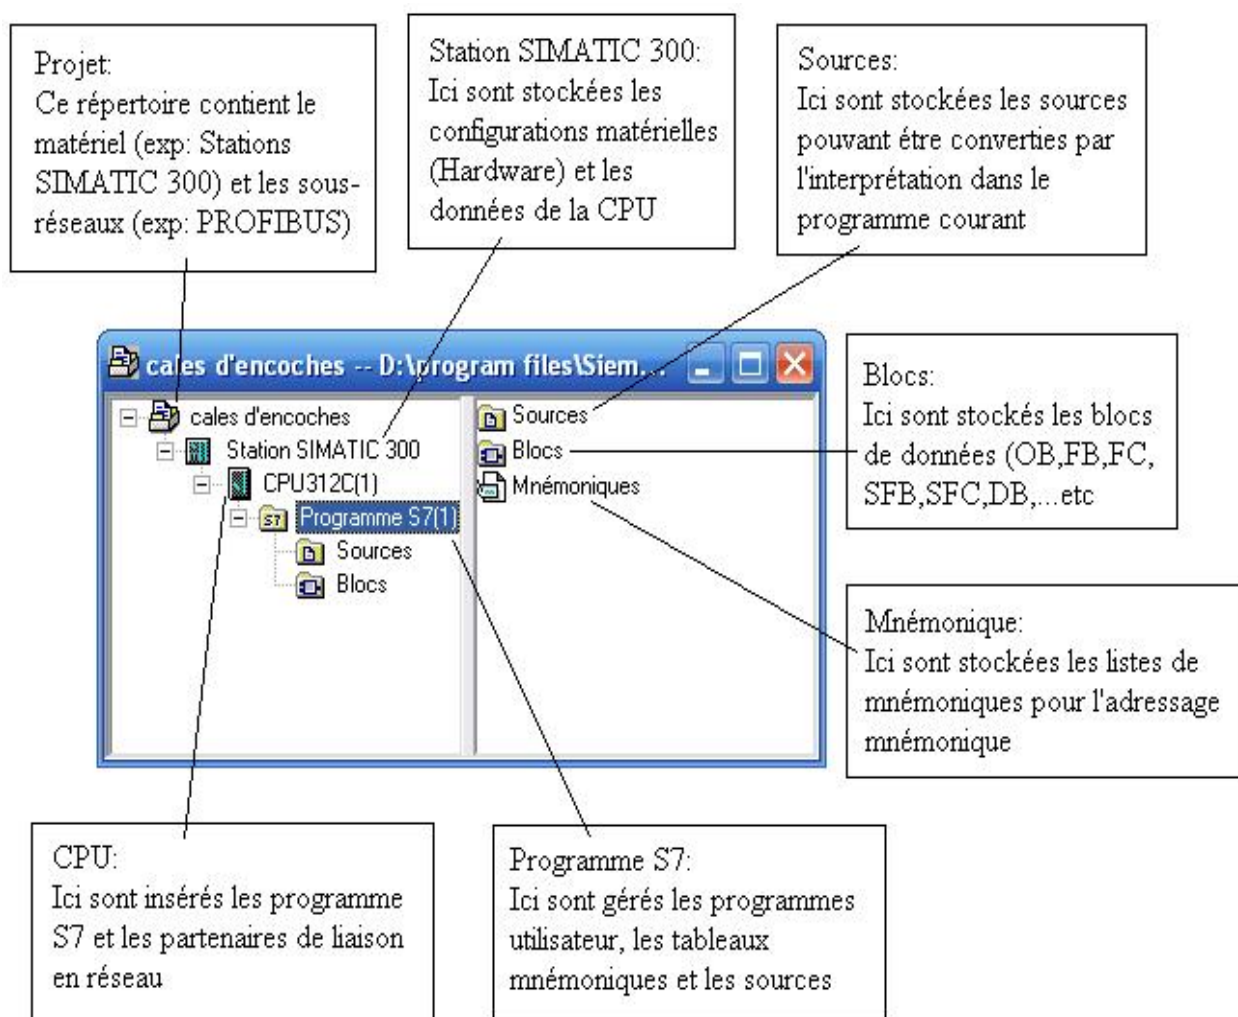 Projet:
Ce répertoire contient le
matériel (exp: Stations
SIMATIC 300) et les sous-
réseaux (exp: PROFIBUS)
Station SIMATIC 300:
Ici sont stockées les
configurations matérielles
(Hardware) et les
données de la CPU
Sources:
Ici sont stockées les sources
pouvant étre converties par
l'interprétation dans le
programme courant
cales d'encoches -- D:\program files\Siem...
cales d'encoches
Station SIMATIC 300
CPU312C(1)
Programme S7(1)
Sources
Blocs
Sources
Blocs
Mnémoniques
Blocs:
Ici sont stockés les blocs
de données (OB,FB,FC,
SFB,SFC,DB,...etc
Mnémonique:
Ici sont stockées les listes de
mnémoniques pour l'adressage
mnémonique
CPU:
Ici sont insérés les programme
S7 et les partenaires de liaison
en réseau
Programme S7:
Ici sont gérés les programmes
utilisateur, les tableaux
mnémoniques et les sources